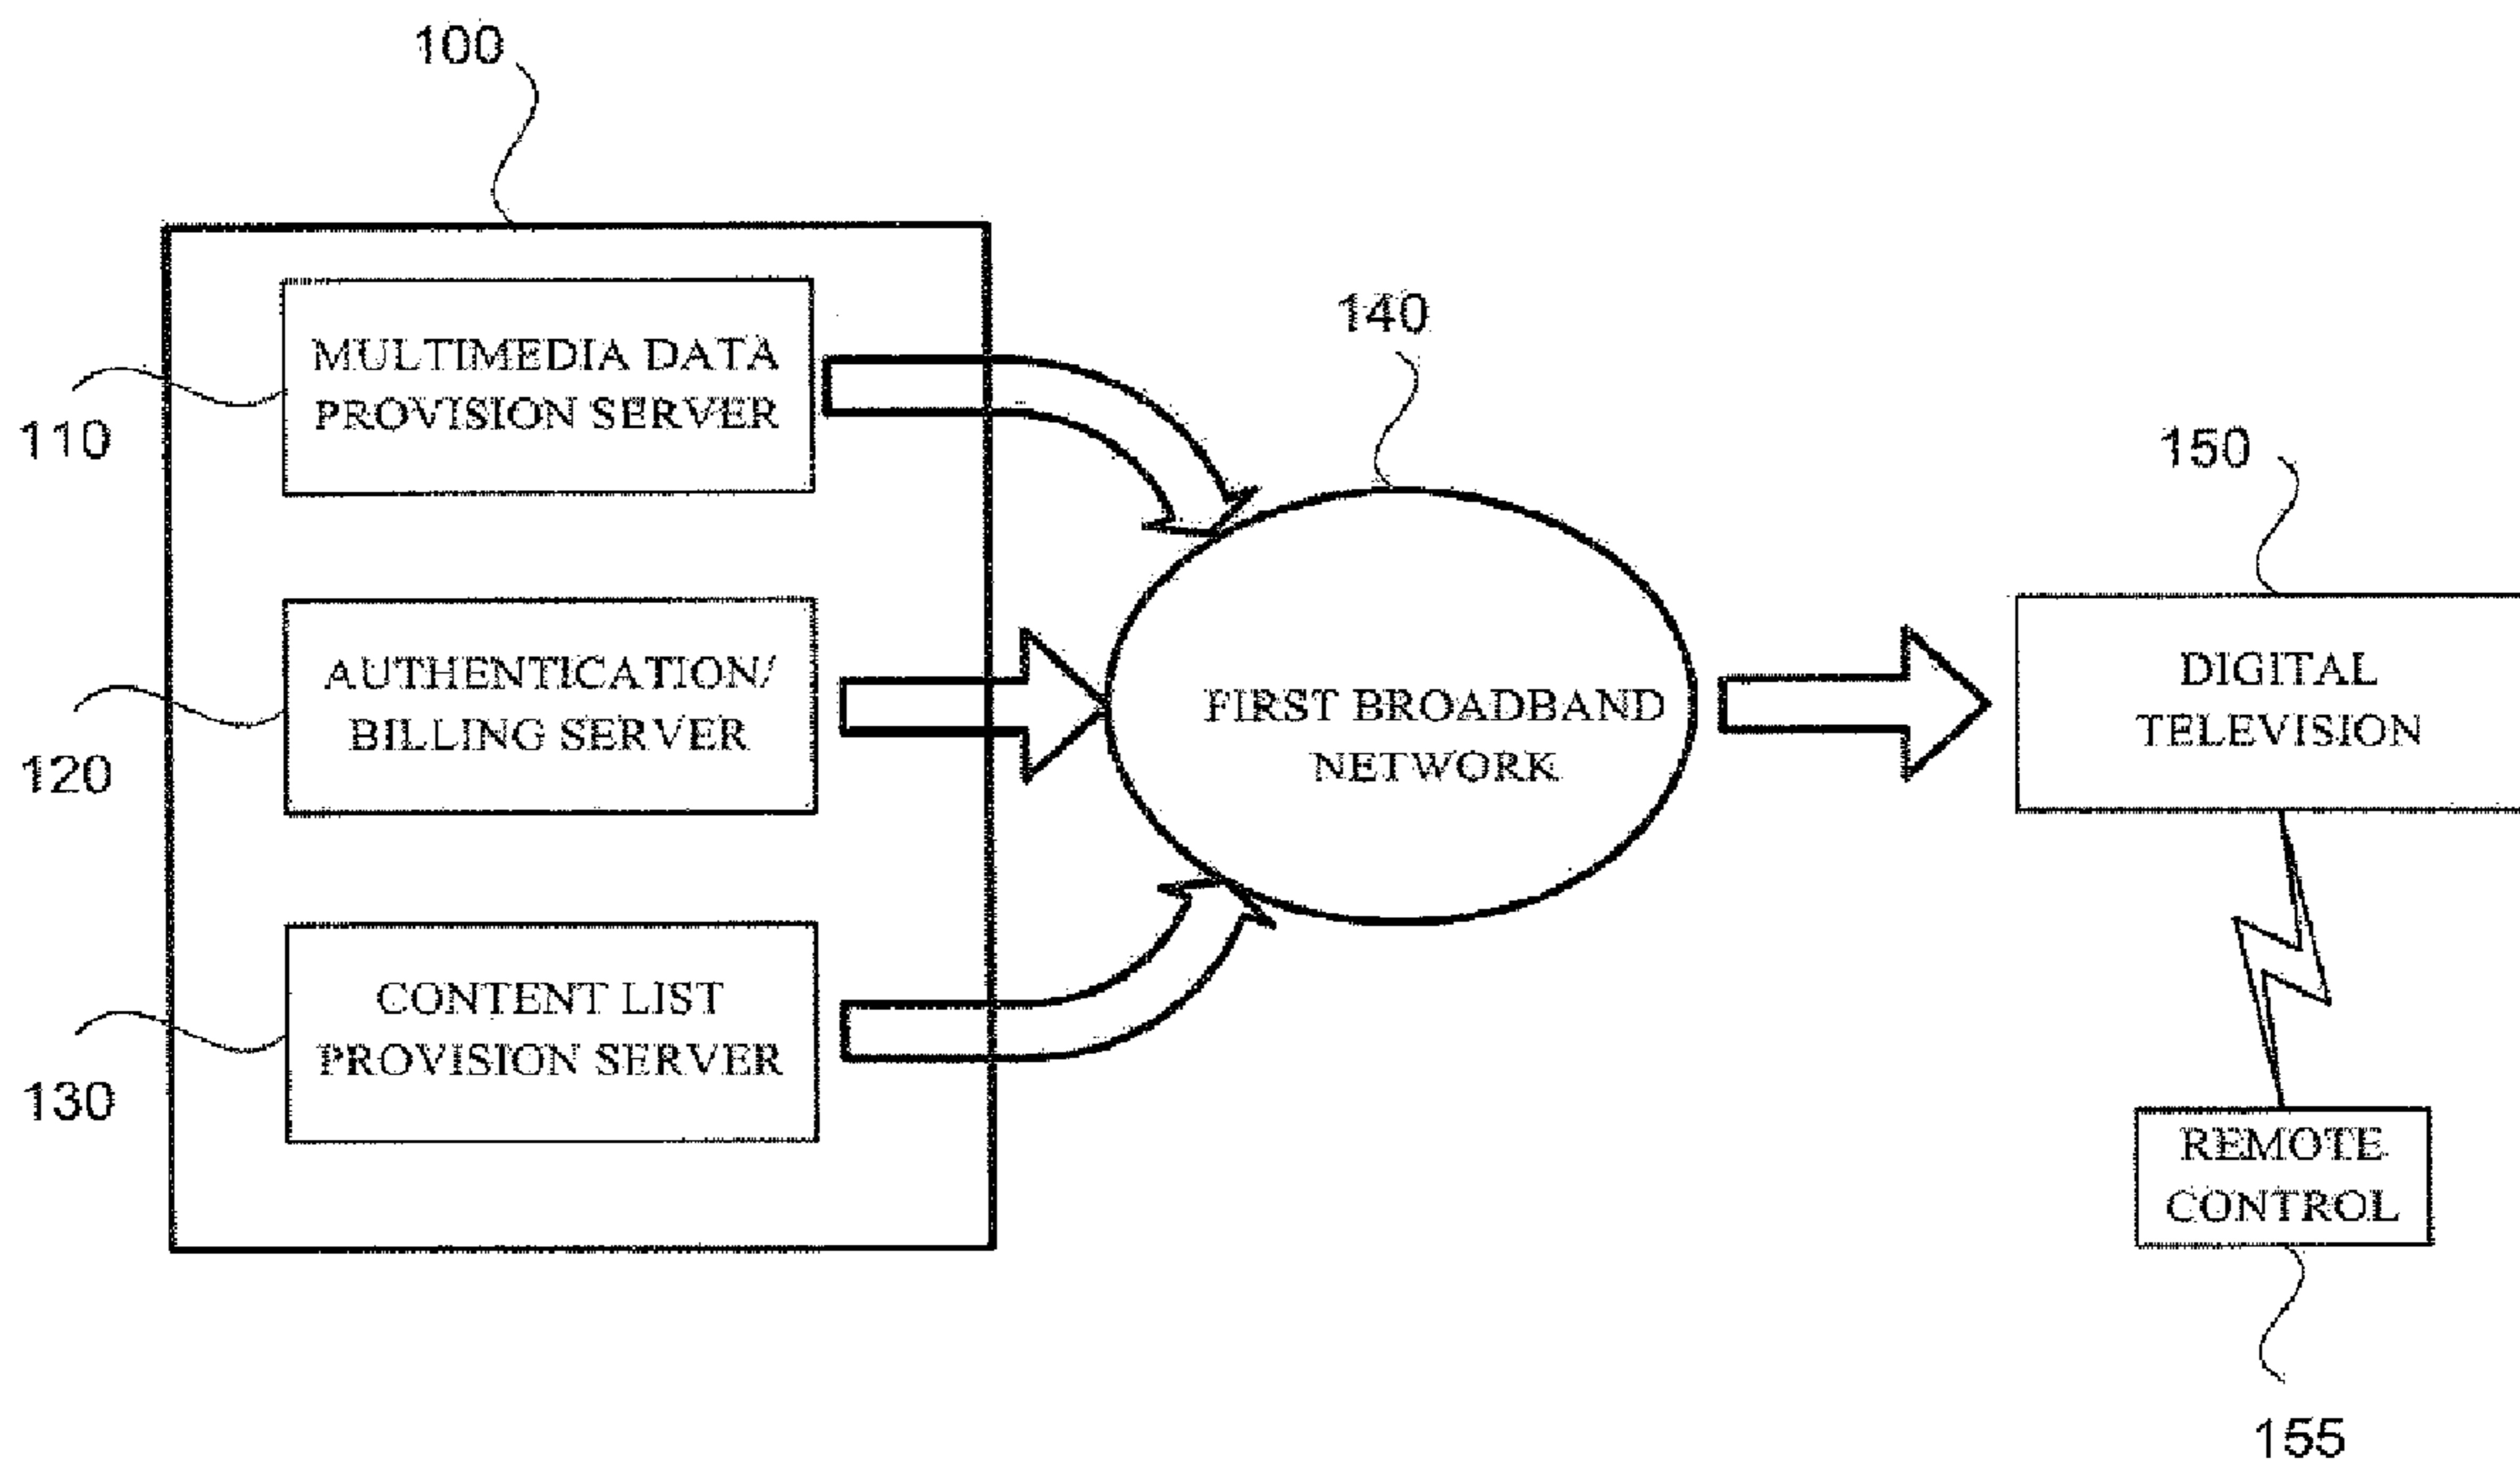 100
MULTIMEDIA DATA
PROVISION SERVER
110
AUTHENTICATION/
BILLING SERVER
120
CONTENT LIST
PROVISION SERVER
130
140
FIRST BROADBAND
NETWORK
150
DIGITAL
TELEVISION
REMOTE
CONTROL
155